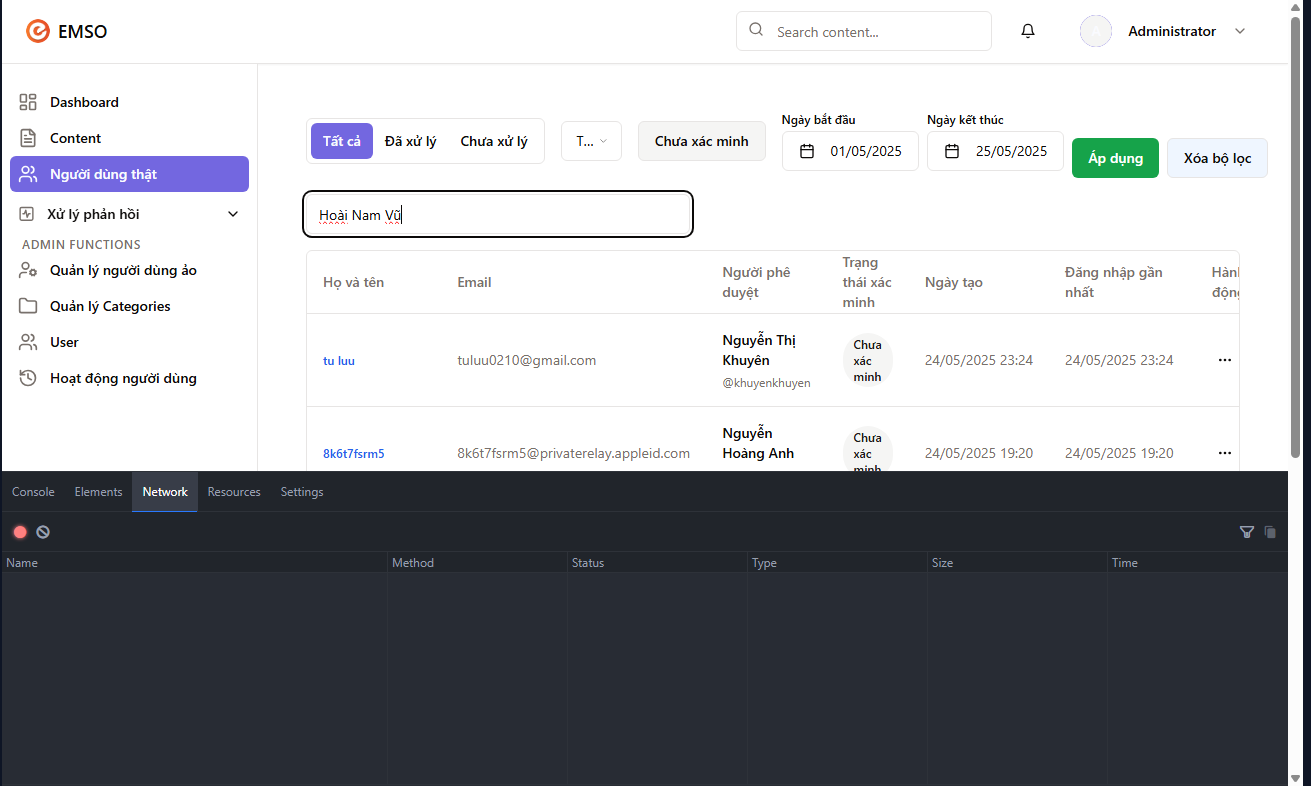 EMSO
Search content...
Administrator
Dashboard
Content
Người dùng thật
Xử lý phản hồi
ADMIN FUNCTIONS
Quản lý người dùng ảo
Quản lý Categories
User
Hoạt động người dùng
Tất cả
Đã xử lý
Chưa xử lý
T...
Chưa xác minh
Ngày bắt đầu
01/05/2025
Ngày kết thúc
25/05/2025
Áp dụng
Xóa bộ lọc
Hoài Nam Vũ
Họ và tên
Email
Người phê
duyệt
Trạng
thái xác
minh
Ngày tạo
Đăng nhập gần
nhất
Hành
động
tu luu
tuluu0210@gmail.com
Nguyễn Thị
Khuyên
@khuyenkhuyen
Chưa
xác
minh
24/05/2025 23:24
24/05/2025 23:24
8k6t7fsrm5
8k6t7fsrm5@privaterelay.appleid.com
Nguyễn
Hoàng Anh
Chưa
xác
minh
24/05/2025 19:20
24/05/2025 19:20
Console
Elements
Network
Resources
Settings
Name
Method
Status
Type
Size
Time